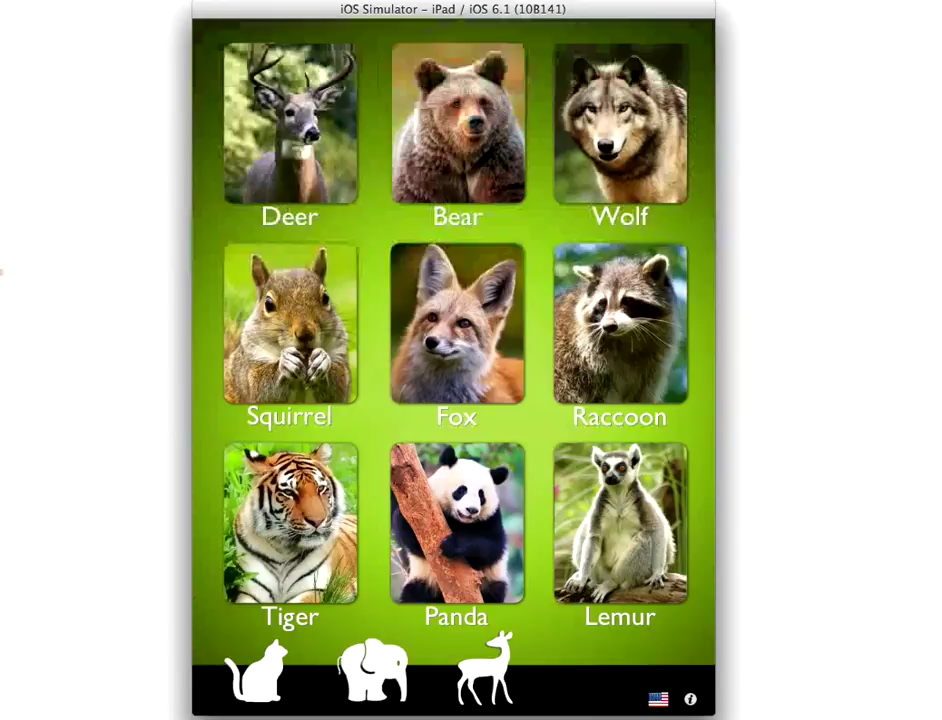 iOS Simulator – iPad / iOS 6.1 (10B141)
Deer
Bear
Wolf
Squirrel
Fox
Raccoon
Tiger
Panda
Lemur
i